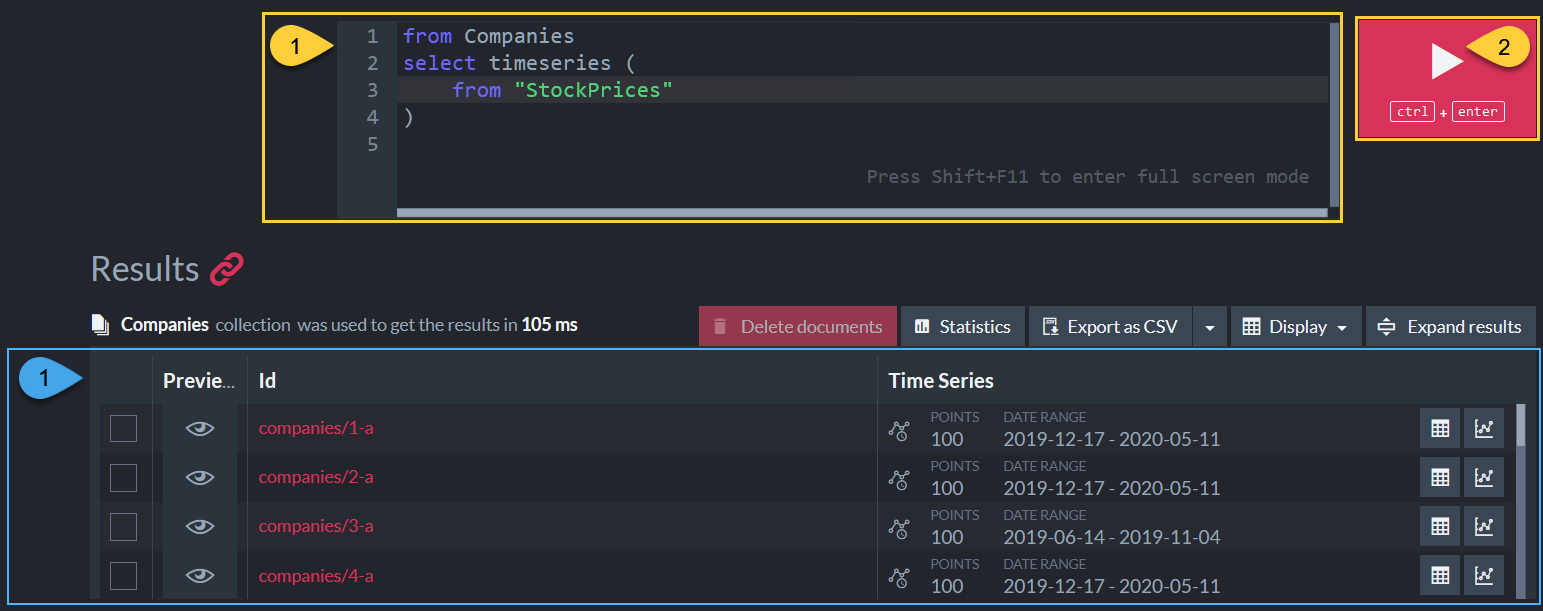 1
1 from Companies
2 select timeseries (
3 from "StockPrices"
4 )
5
Press Shift+F11 to enter full screen mode
2
ctrl + enter
Results
Companies collection was used to get the results in 105 ms
Delete documents
Statistics
Export as CSV
Display
Expand results
1
Previe... Id Time Series
companies/1-a POINTS DATE RANGE
100 2019-12-17 - 2020-05-11
companies/2-a POINTS DATE RANGE
100 2019-12-17 - 2020-05-11
companies/3-a POINTS DATE RANGE
100 2019-06-14 - 2019-11-04
companies/4-a POINTS DATE RANGE
100 2019-12-17 - 2020-05-11